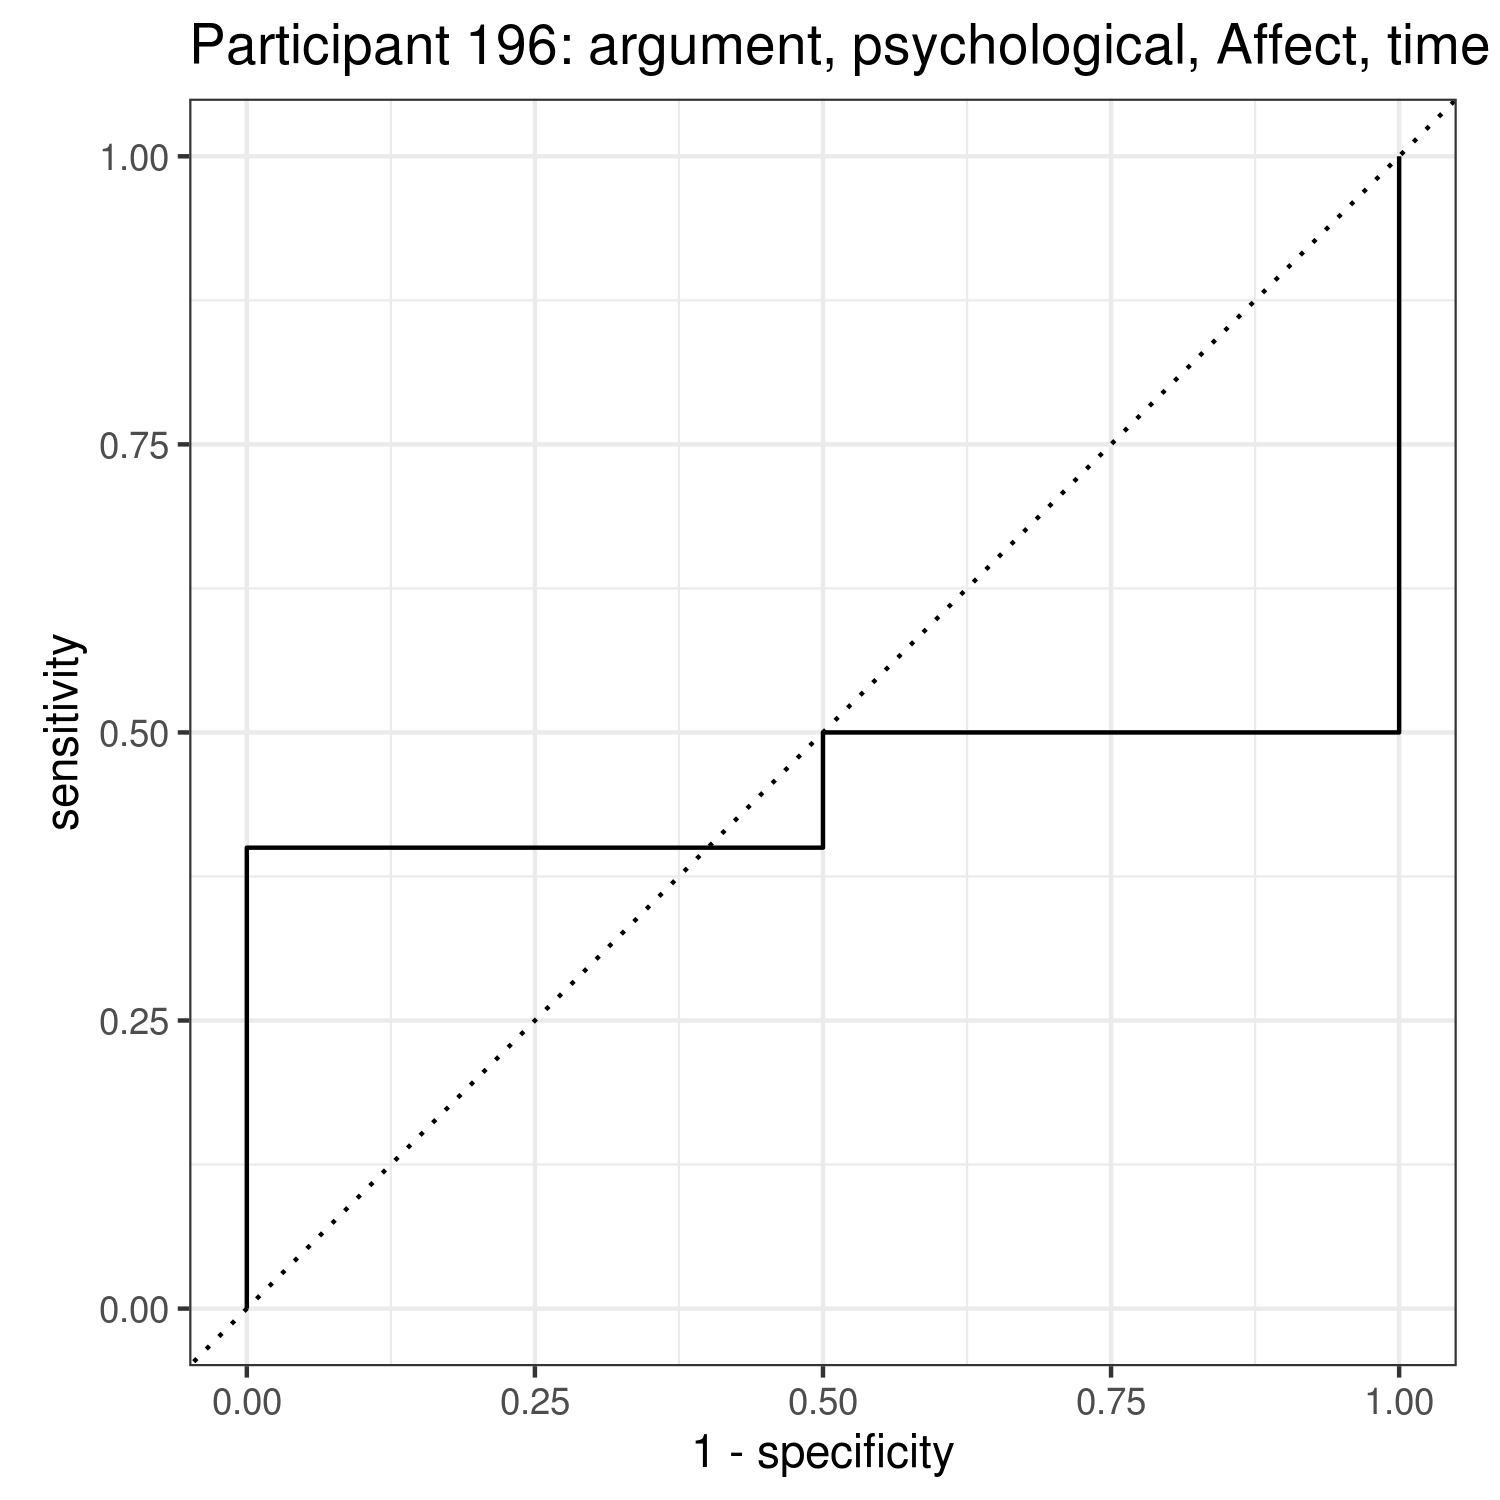 Participant 196: argument, psychological, Affect, time
1.00
0.75
0.50
0.25
0.00
sensitivity
0.00 0.25 0.50 0.75 1.00
1 - specificity